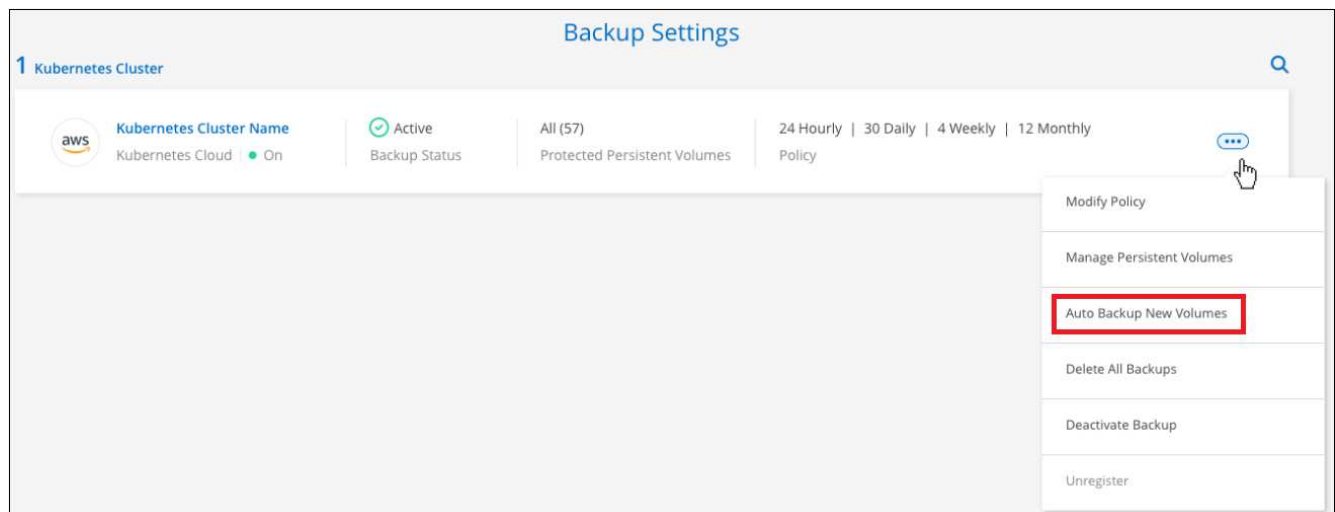 Backup Settings
1 Kubernetes Cluster
aws
Kubernetes Cluster Name
Kubernetes Cloud
On
Active
Backup Status
All (57)
Protected Persistent Volumes
24 Hourly | 30 Daily | 4 Weekly | 12 Monthly
Policy
Modify Policy
Manage Persistent Volumes
Auto Backup New Volumes
Delete All Backups
Deactivate Backup
Unregister